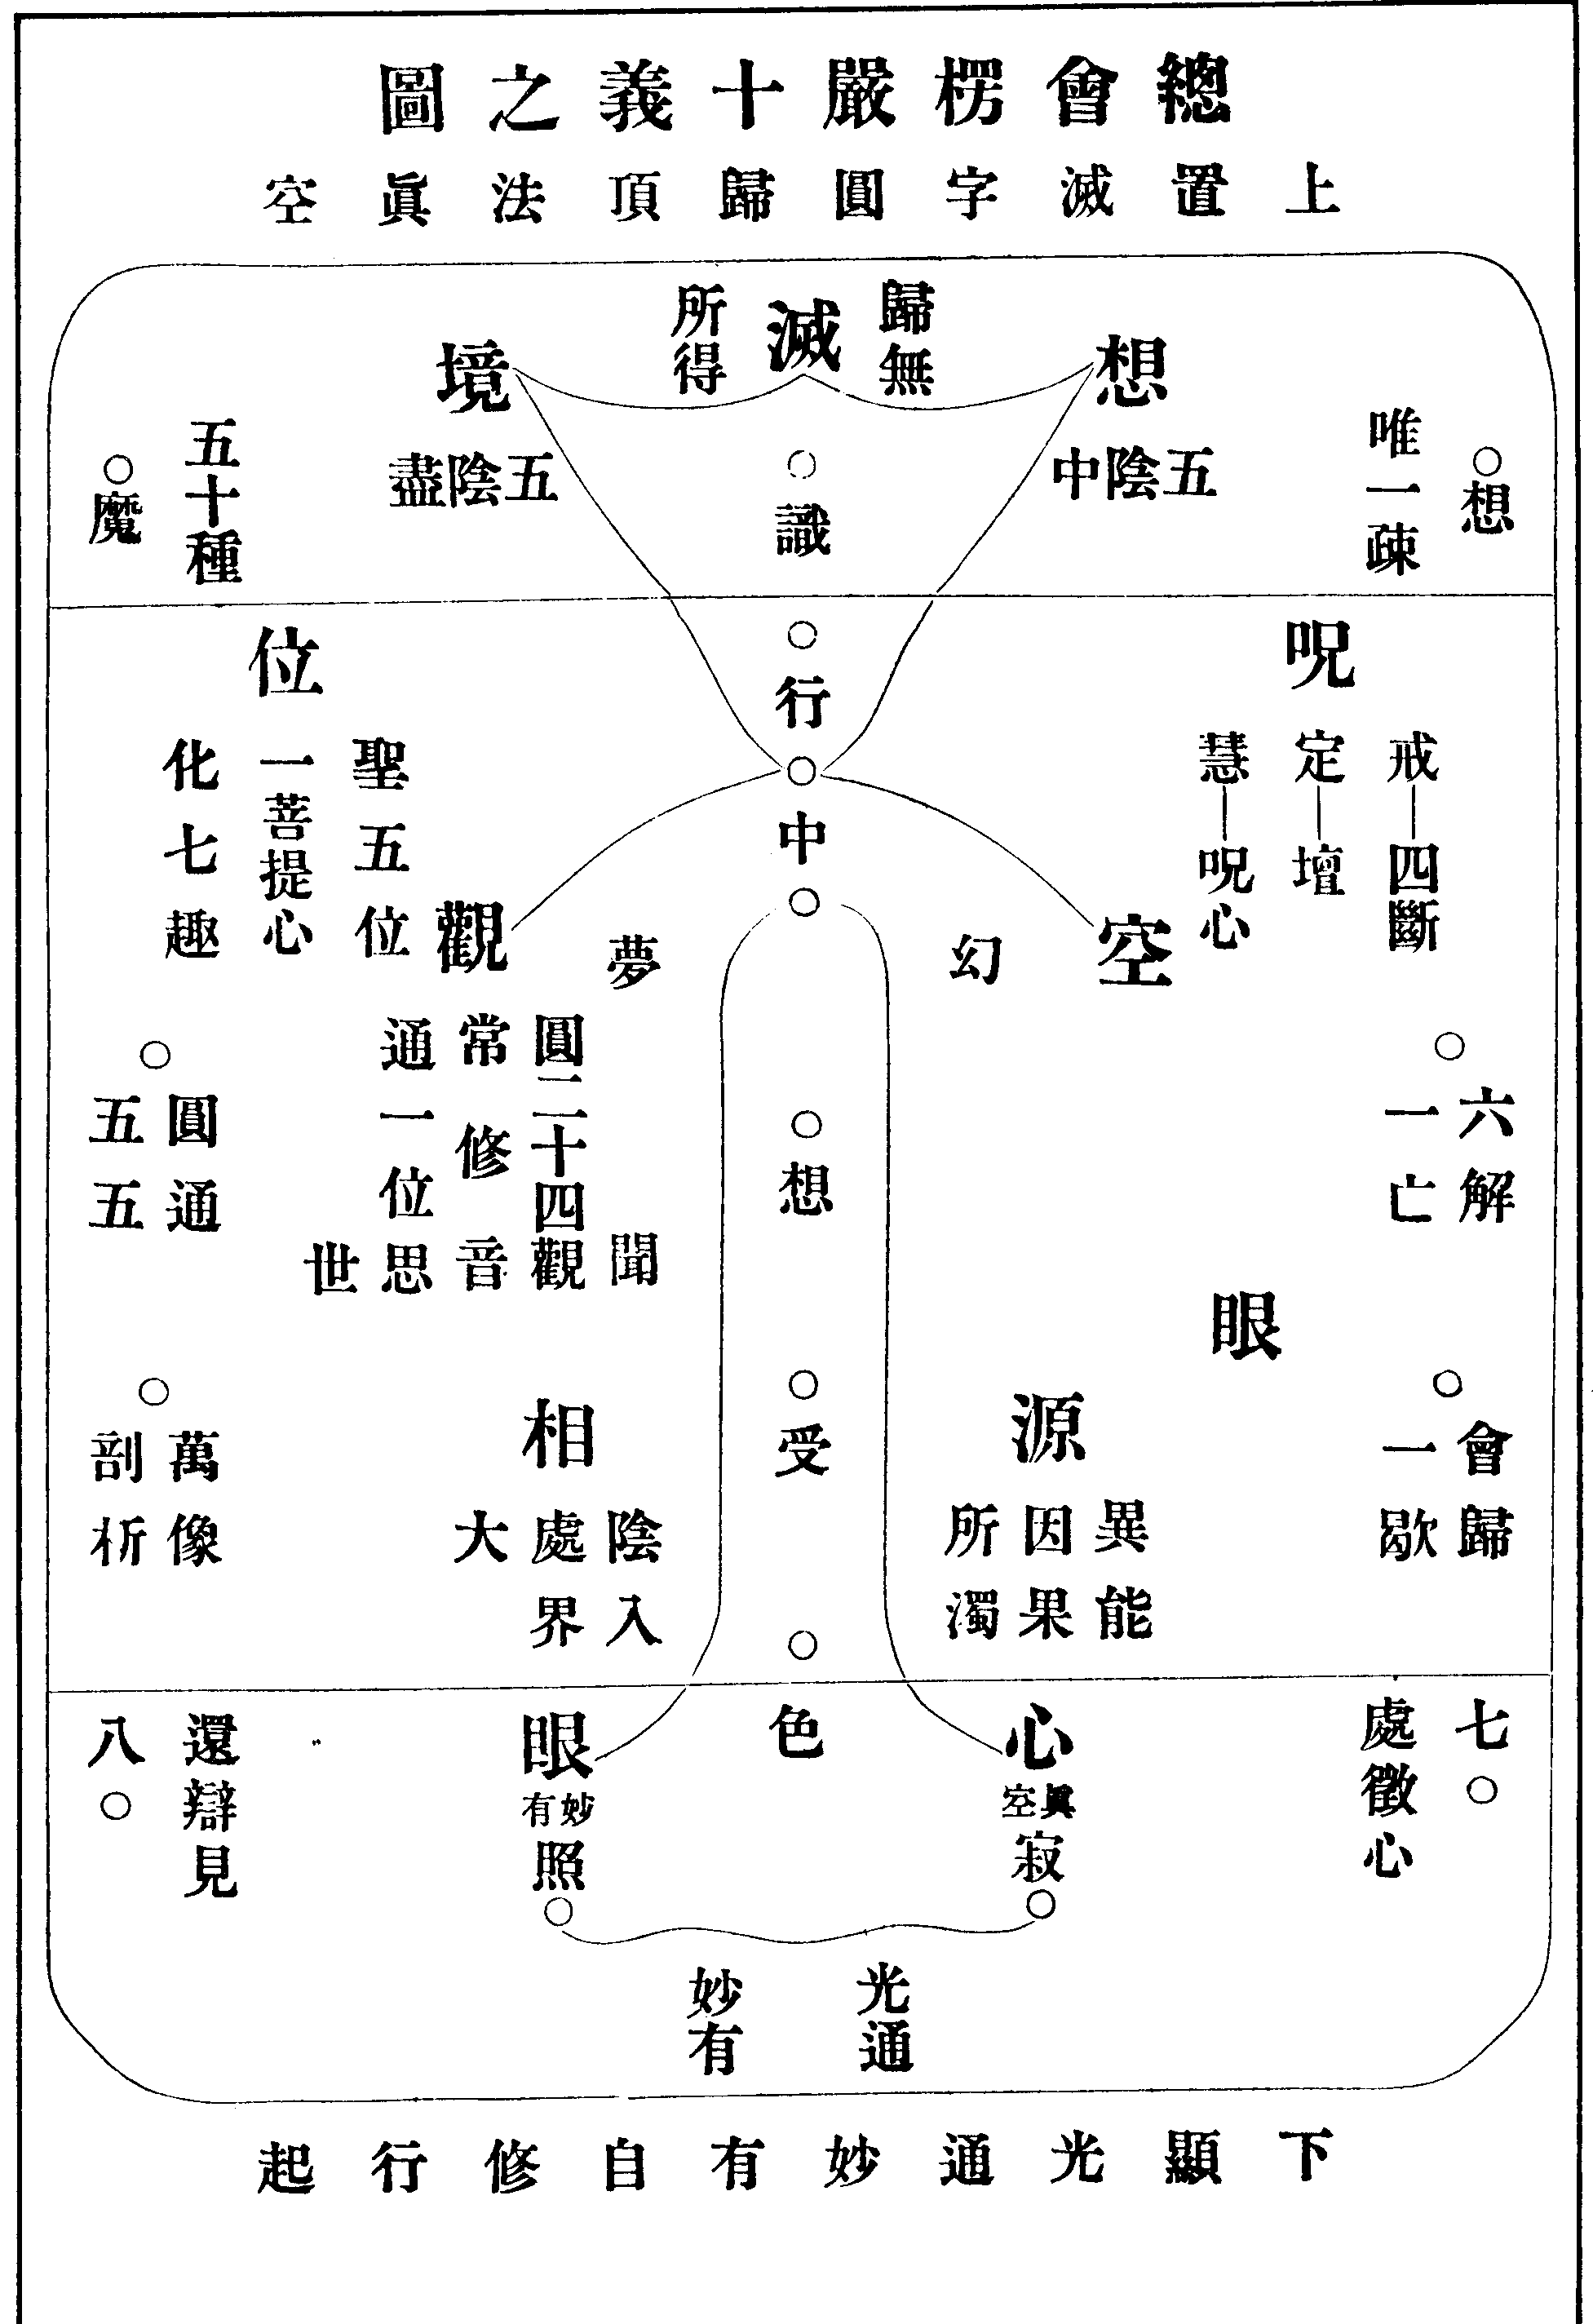 總會楞嚴十義之圖
上置滅字圓歸頂法眞空
歸無
滅
所得
想
五陰中
境
五陰盡
○想
唯一疎
五十種
○魔
○識
○行
○中
○
○想
○受
○色
呪
戒—四斷
定—壇
慧—呪心
位
聖五位
一菩提心
化七趣
空
幻
夢
觀
圓二十四
常修
通一位
聞觀音思世
○
六解
一亡
○
圓通
五五
眼
○
會歸
一歇
源
異能
因果
所濁
相
陰入
處界
大
○
萬像
剖析
七○
處徵心
心
眞空
寂
○
眼
妙有
照
○
還辯見
八○
光通
妙有
下顯光通妙有自修行起